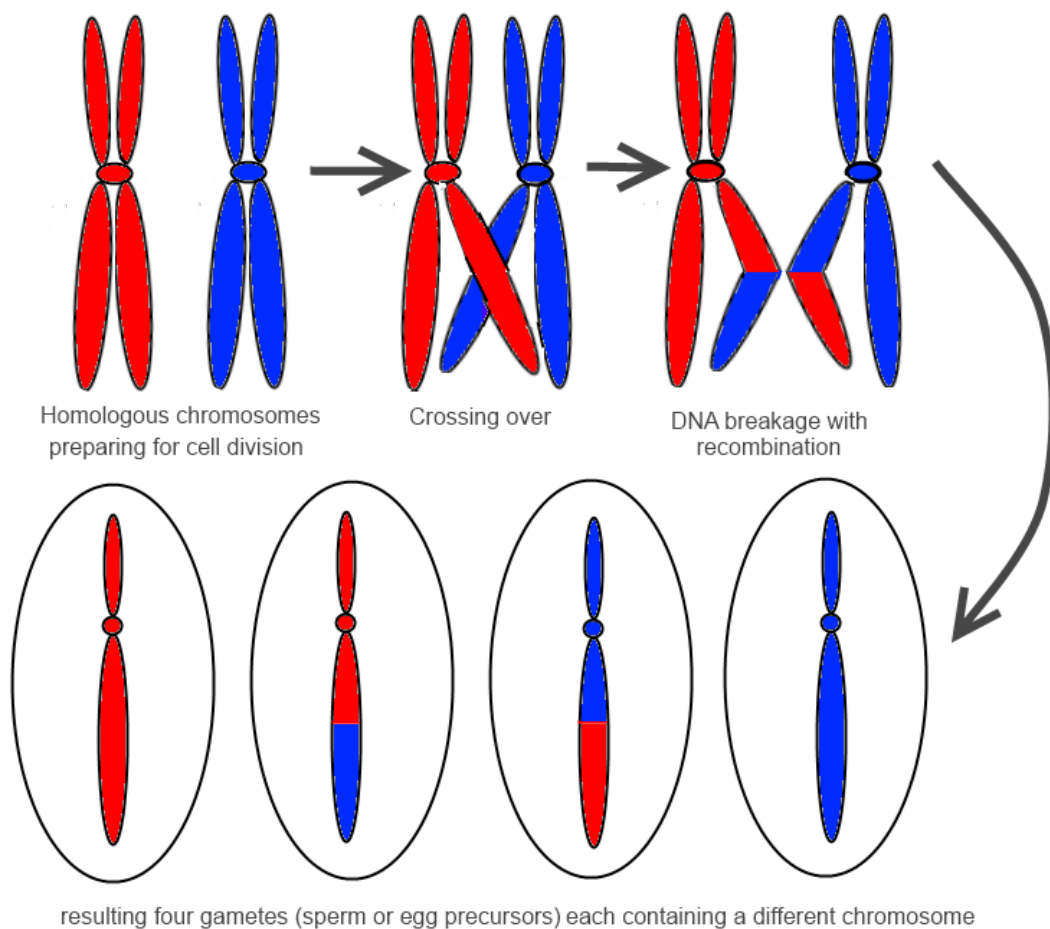 Homologous chromosomes
preparing for cell division
Crossing over
DNA breakage with
recombination
resulting four gametes (sperm or egg precursors) each containing a different chromosome